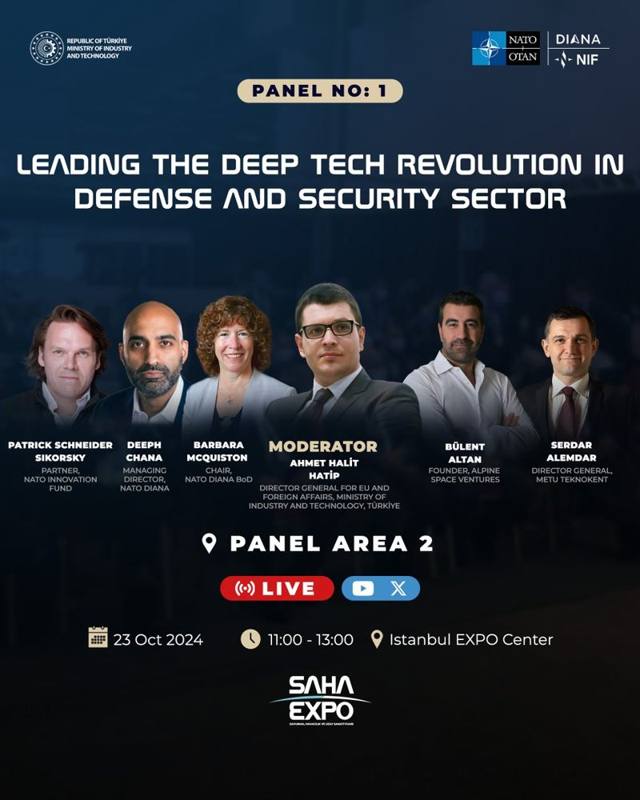 REPUBLIC OF TÜRKİYE
MINISTRY OF INDUSTRY
AND TECHNOLOGY
NATO
OTAN
DIANA
NIF
PANEL NO: 1
LEADING THE DEEP TECH REVOLUTION IN
DEFENSE AND SECURITY SECTOR
PATRICK SCHNEIDER
SIKORSKY
PARTNER,
NATO INNOVATION
FUND
DEEPH
CHANA
MANAGING
DIRECTOR,
NATO DIANA
BARBARA
MCQUISTON
CHAIR,
NATO DIANA BoD
MODERATOR
AHMET HALİT
HATİP
DIRECTOR GENERAL FOR EU AND
FOREIGN AFFAIRS, MINISTRY OF
INDUSTRY AND TECHNOLOGY, TÜRKİYE
BÜLENT
ALTAN
FOUNDER, ALPINE
SPACE VENTURES
SERDAR
ALEMDAR
DIRECTOR GENERAL,
METU TEKNOKENT
PANEL AREA 2
LIVE
X
23 Oct 2024
11:00 - 13:00
Istanbul EXPO Center
SAHA
EXPO